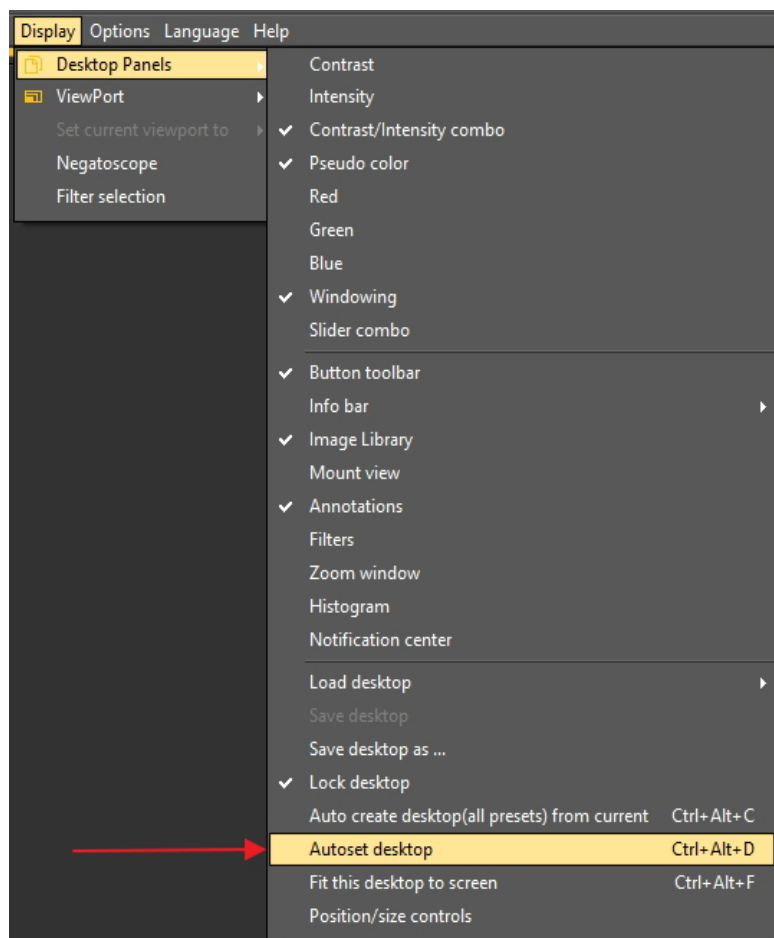 Display Options Language Help
Desktop Panels
ViewPort
Set current viewport to
Negatoscope
Filter selection
Contrast
Intensity
Contrast/Intensity combo
Pseudo color
Red
Green
Blue
Windowing
Slider combo
Button toolbar
Info bar
Image Library
Mount view
Annotations
Filters
Zoom window
Histogram
Notification center
Load desktop
Save desktop
Save desktop as ...
Lock desktop
Auto create desktop(all presets) from current Ctrl+Alt+C
Autoset desktop Ctrl+Alt+D
Fit this desktop to screen Ctrl+Alt+F
Position/size controls